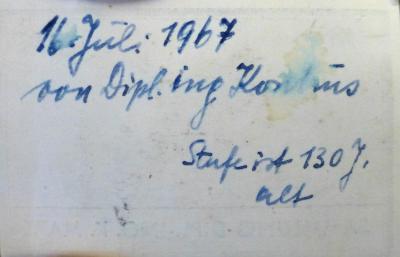 16. Juli 1967
von Dipl. ing.
Stufe ist 130 J.
alt